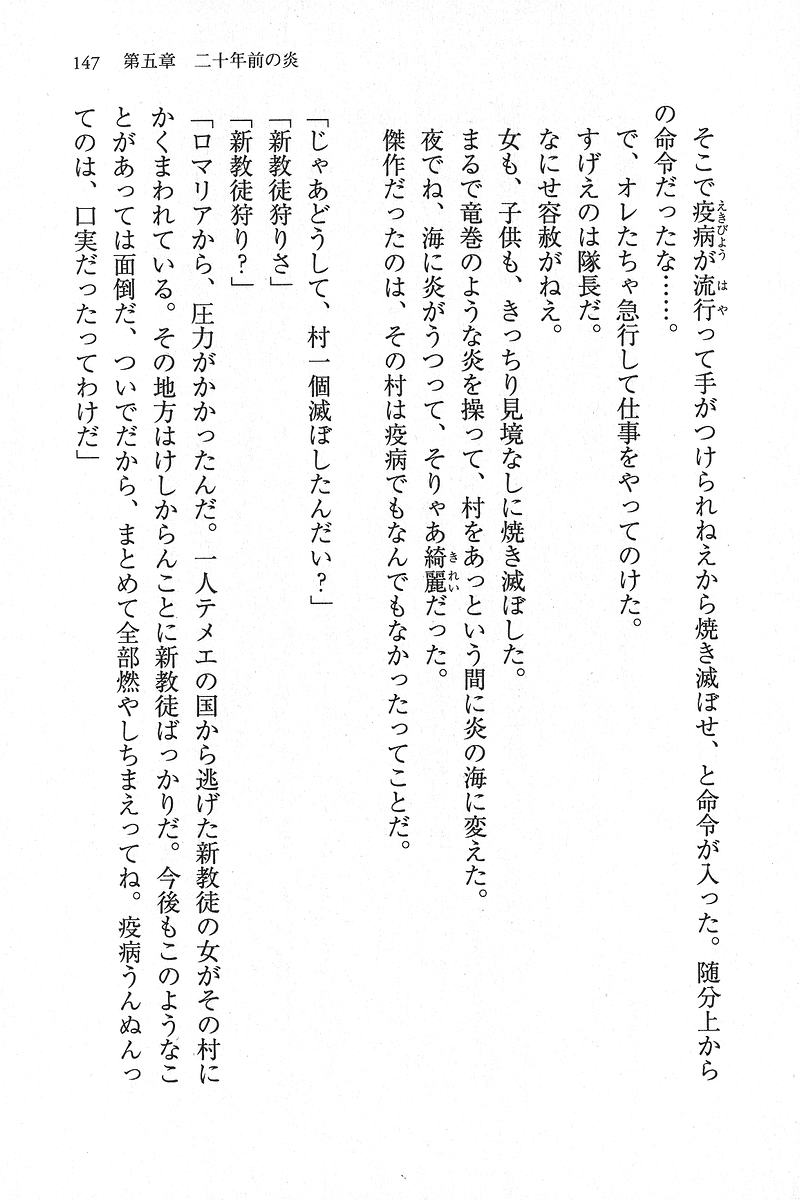 147　第五章　二十年前の炎
そこで疫病が流行って手がつけられねえから焼き滅ぼせ、と命令が入った。随分上から
の命令だったな……。
で、オレたちゃ急行して仕事をやってのけた。
すげえのは隊長だ。
なにせ容赦がねえ。
女も、子供も、きっちり見境なしに焼き滅ぼした。
まるで竜巻のような炎を操って、村をあっという間に炎の海に変えた。
夜でね、海に炎がうつって、そりゃあ綺麗だった。
傑作だったのは、その村は疫病でもなんでもなかったってことだ。
「じゃあどうして、村一個滅ぼしたんだい？」
「新教徒狩りさ」
「新教徒狩り？」
「ロマリアから、圧力がかかったんだ。一人テメエの国から逃げた新教徒の女がその村に
かくまわれている。その地方はけしからんことに新教徒ばっかりだ。今後もこのようなこ
とがあっては面倒だ、ついでだから、まとめて全部燃やしちまえってね。疫病うんぬんっ
てのは、口実だったってわけだ」